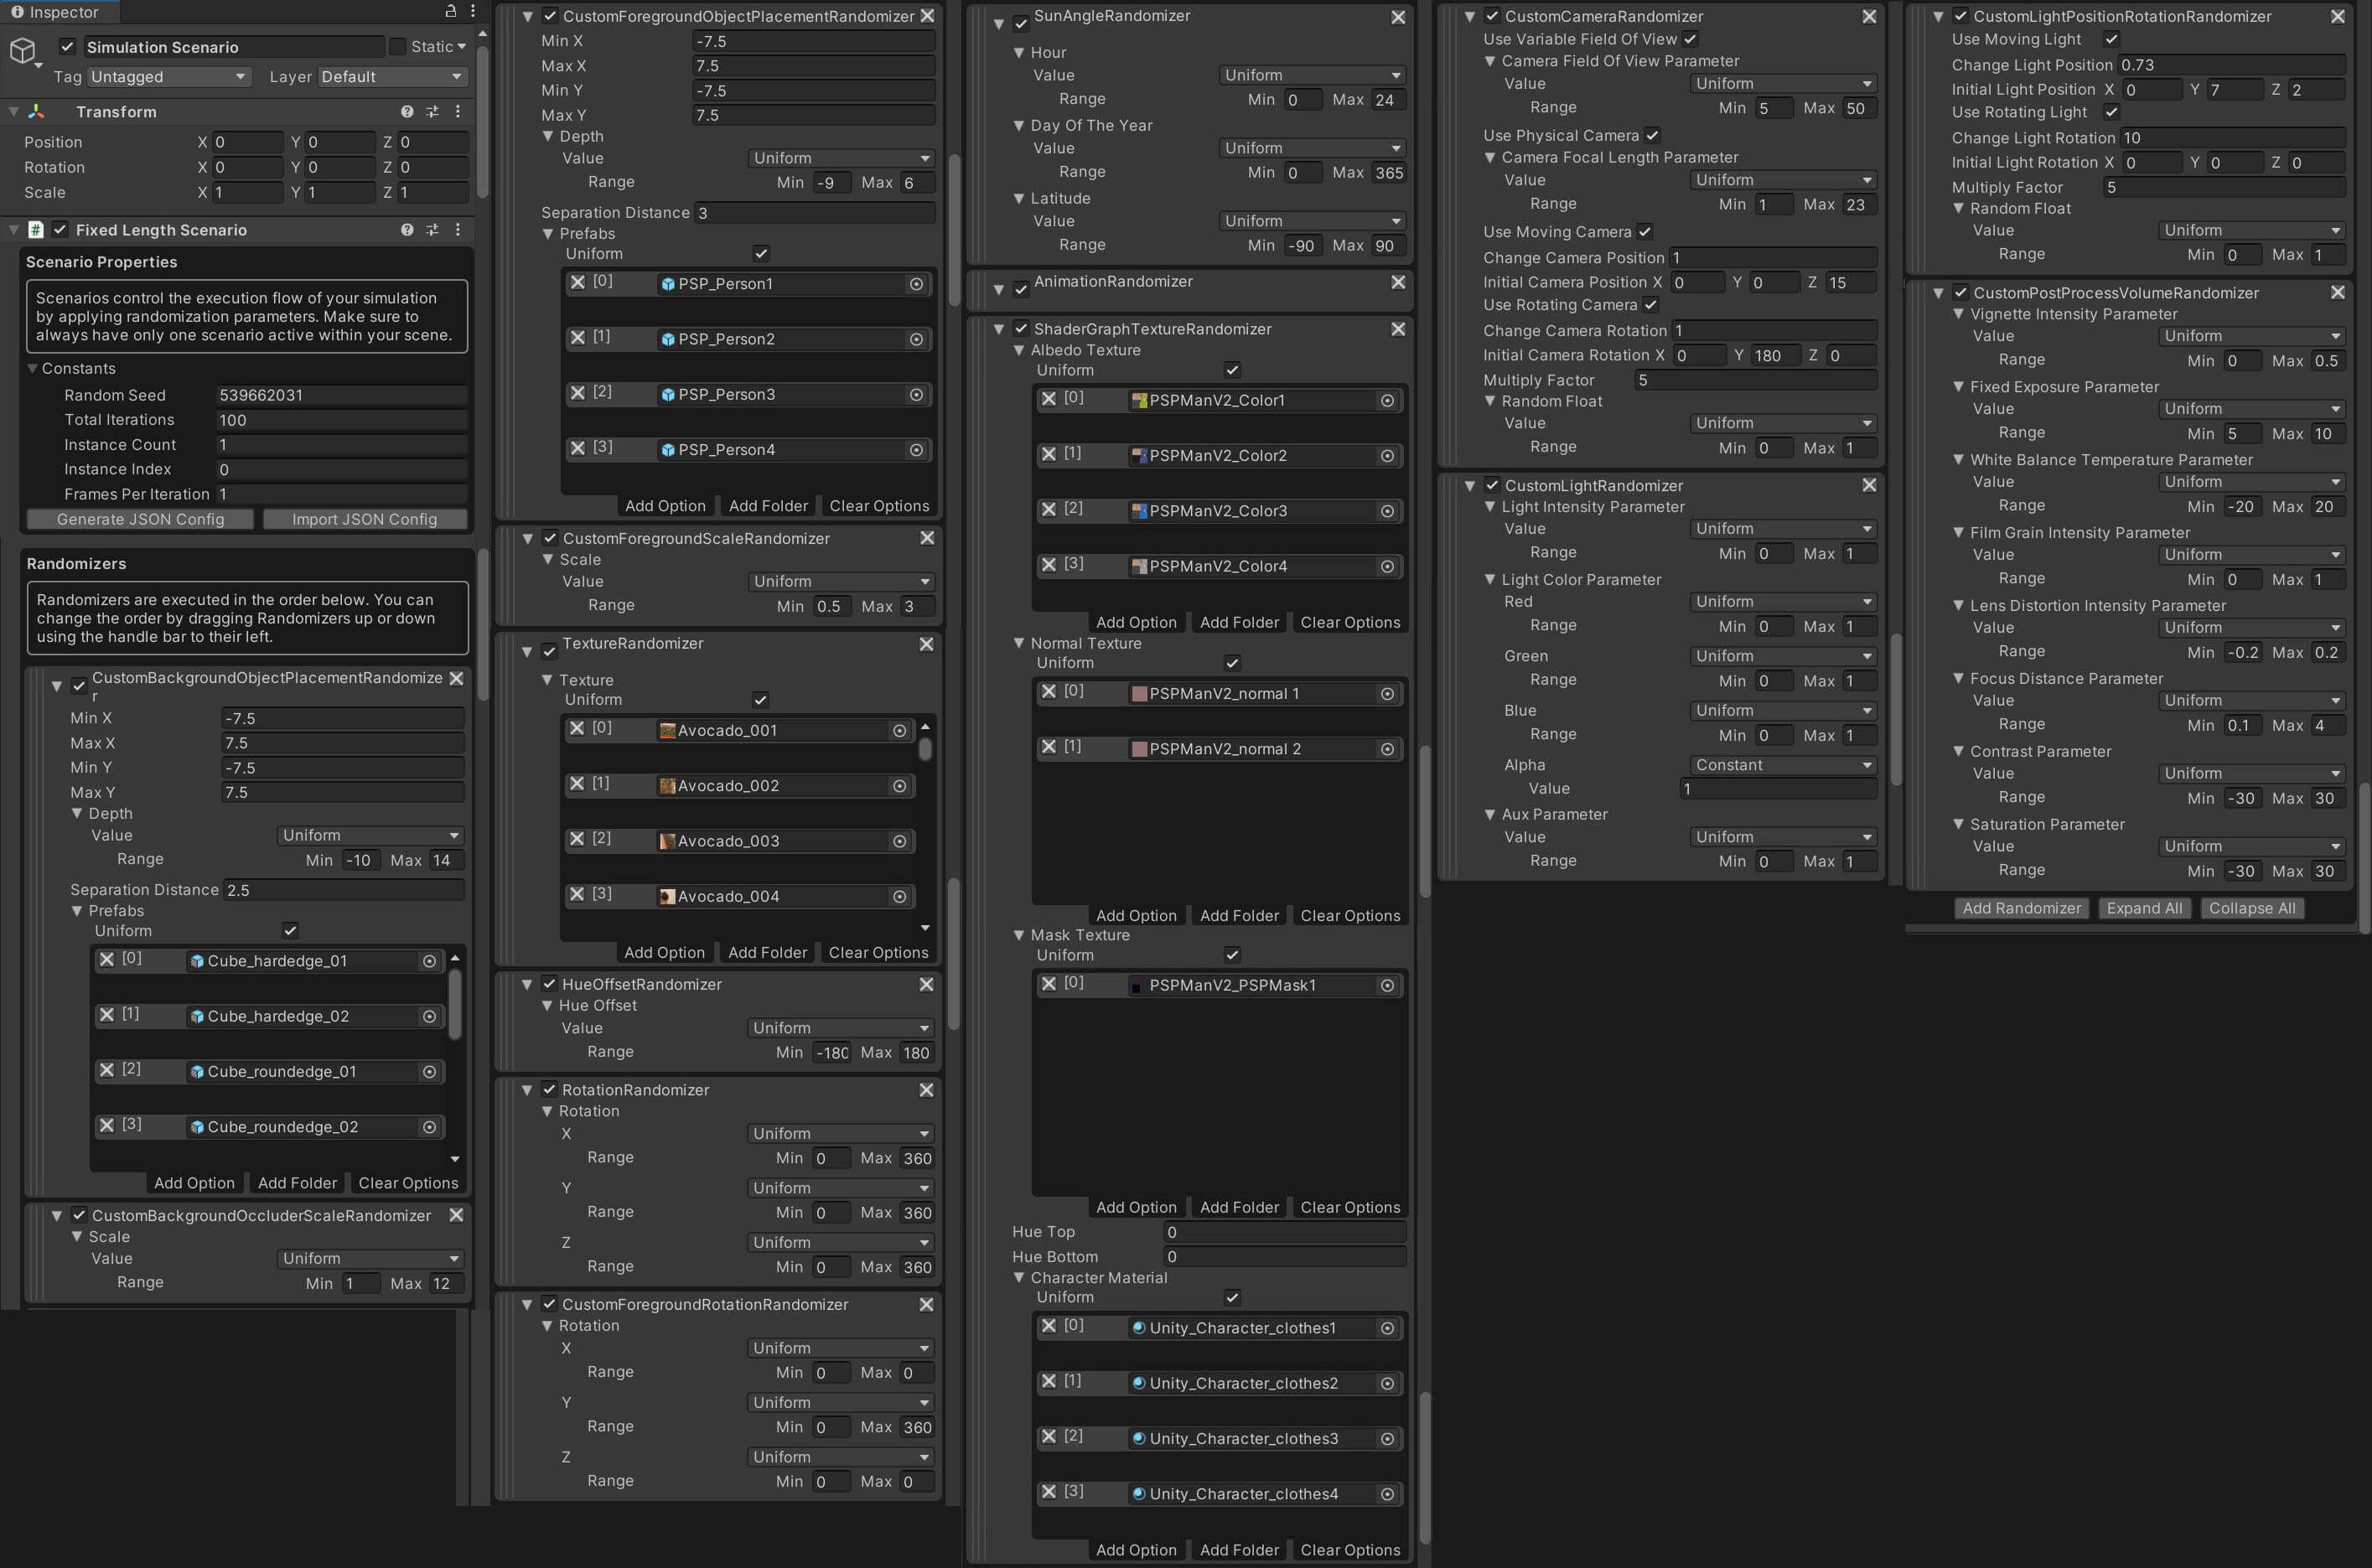 Inspector
Simulation Scenario Static
Tag Untagged Layer Default
Transform
Position X 0 Y 0 Z 0
Rotation X 0 Y 0 Z 0
Scale X 1 Y 1 Z 1
# Fixed Length Scenario
Scenario Properties
Scenarios control the execution flow of your simulation
by applying randomization parameters. Make sure to
always have only one scenario active within your scene.
Constants
Random Seed 539662031
Total Iterations 100
Instance Count 1
Instance Index 0
Frames Per Iteration 1
Generate JSON Config Import JSON Config
Randomizers
Randomizers are executed in the order below. You can
change the order by dragging Randomizers up or down
using the handle bar to their left.
CustomBackgroundObjectPlacementRandomize
r
Min X -7.5
Max X 7.5
Min Y -7.5
Max Y 7.5
Depth
Value Uniform
Range Min -10 Max 14
Separation Distance 2.5
Prefabs
Uniform
[0] Cube_hardedge_01
[1] Cube_hardedge_02
[2] Cube_roundedge_01
[3] Cube_roundedge_02
Add Option Add Folder Clear Options
CustomBackgroundOccluderScaleRandomizer
Scale
Value Uniform
Range Min 1 Max 12
CustomForegroundObjectPlacementRandomizer
Min X -7.5
Max X 7.5
Min Y -7.5
Max Y 7.5
Depth
Value Uniform
Range Min -9 Max 6
Separation Distance 3
Prefabs
Uniform
[0] PSP_Person1
[1] PSP_Person2
[2] PSP_Person3
[3] PSP_Person4
Add Option Add Folder Clear Options
CustomForegroundScaleRandomizer
Scale
Value Uniform
Range Min 0.5 Max 3
TextureRandomizer
Texture
Uniform
[0] Avocado_001
[1] Avocado_002
[2] Avocado_003
[3] Avocado_004
Add Option Add Folder Clear Options
HueOffsetRandomizer
Hue Offset
Value Uniform
Range Min -180 Max 180
RotationRandomizer
Rotation
X Uniform
Range Min 0 Max 360
Y Uniform
Range Min 0 Max 360
Z Uniform
Range Min 0 Max 360
CustomForegroundRotationRandomizer
Rotation
X Uniform
Range Min 0 Max 0
Y Uniform
Range Min 0 Max 360
Z Uniform
Range Min 0 Max 0
SunAngleRandomizer
Hour
Value Uniform
Range Min 0 Max 24
Day Of The Year
Value Uniform
Range Min 0 Max 365
Latitude
Value Uniform
Range Min -90 Max 90
AnimationRandomizer
ShaderGraphTextureRandomizer
Albedo Texture
Uniform
[0] PSPManV2_Color1
[1] PSPManV2_Color2
[2] PSPManV2_Color3
[3] PSPManV2_Color4
Add Option Add Folder Clear Options
Normal Texture
Uniform
[0] PSPManV2_normal 1
[1] PSPManV2_normal 2
Add Option Add Folder Clear Options
Mask Texture
Uniform
[0] PSPManV2_PSPMask1
Add Option Add Folder Clear Options
Hue Top 0
Hue Bottom 0
Character Material
Uniform
[0] Unity_Character_clothes1
[1] Unity_Character_clothes2
[2] Unity_Character_clothes3
[3] Unity_Character_clothes4
Add Option Add Folder Clear Options
CustomCameraRandomizer
Use Variable Field Of View
Camera Field Of View Parameter
Value Uniform
Range Min 5 Max 50
Use Physical Camera
Camera Focal Length Parameter
Value Uniform
Range Min 1 Max 23
Use Moving Camera
Change Camera Position 1
Initial Camera Position X 0 Y 0 Z 15
Use Rotating Camera
Change Camera Rotation 1
Initial Camera Rotation X 0 Y 180 Z 0
Multiply Factor 5
Random Float
Value Uniform
Range Min 0 Max 1
CustomLightRandomizer
Light Intensity Parameter
Value Uniform
Range Min 0 Max 1
Light Color Parameter
Red Uniform
Range Min 0 Max 1
Green Uniform
Range Min 0 Max 1
Blue Uniform
Range Min 0 Max 1
Alpha Constant
Value 1
Aux Parameter
Value Uniform
Range Min 0 Max 1
CustomLightPositionRotationRandomizer
Use Moving Light
Change Light Position 0.73
Initial Light Position X 0 Y 7 Z 2
Use Rotating Light
Change Light Rotation 10
Initial Light Rotation X 0 Y 0 Z 0
Multiply Factor 5
Random Float
Value Uniform
Range Min 0 Max 1
CustomPostProcessVolumeRandomizer
Vignette Intensity Parameter
Value Uniform
Range Min 0 Max 0.5
Fixed Exposure Parameter
Value Uniform
Range Min 5 Max 10
White Balance Temperature Parameter
Value Uniform
Range Min -20 Max 20
Film Grain Intensity Parameter
Value Uniform
Range Min 0 Max 1
Lens Distortion Intensity Parameter
Value Uniform
Range Min -0.2 Max 0.2
Focus Distance Parameter
Value Uniform
Range Min 0.1 Max 4
Contrast Parameter
Value Uniform
Range Min -30 Max 30
Saturation Parameter
Value Uniform
Range Min -30 Max 30
Add Randomizer Expand All Collapse All